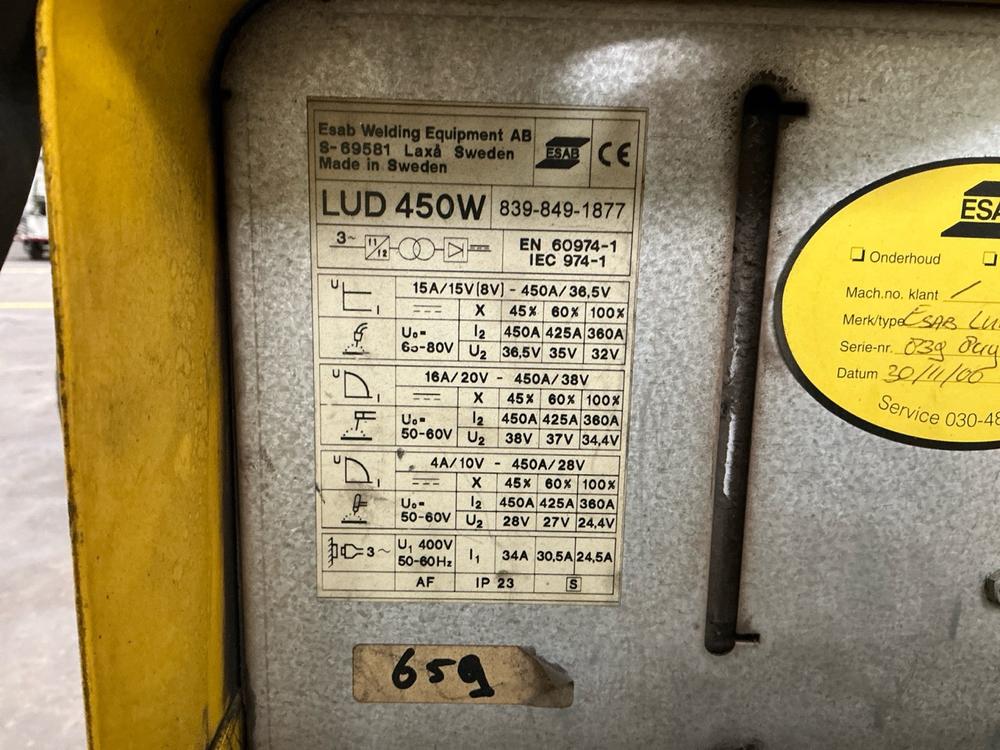 Esab Welding Equipment AB
S-69581 Laxå Sweden
Made in Sweden
ESAB
CE
LUD 450W 839-849-1877
3~ f1 f2
EN 60974-1
IEC 974-1
U I 15A/15V(8V) - 450A/36,5V
X 45% 60% 100%
U₀= I₂ 450A 425A 360A
65-80V U₂ 36,5V 35V 32V
U I 16A/20V - 450A/38V
X 45% 60% 100%
U₀= I₂ 450A 425A 360A
50-60V U₂ 38V 37V 34,4V
U I 4A/10V - 450A/28V
X 45% 60% 100%
U₀= I₂ 450A 425A 360A
50-60V U₂ 28V 27V 24,4V
3~ U₁ 400V I₁ 34A 30,5A 24,5A
50-60Hz
AF IP 23 S
659
ESA
Onderhoud
Mach.no. klant /
Merk/type ESAB LU
Serie-nr. 839
Datum 30/11/06
Service 030-48